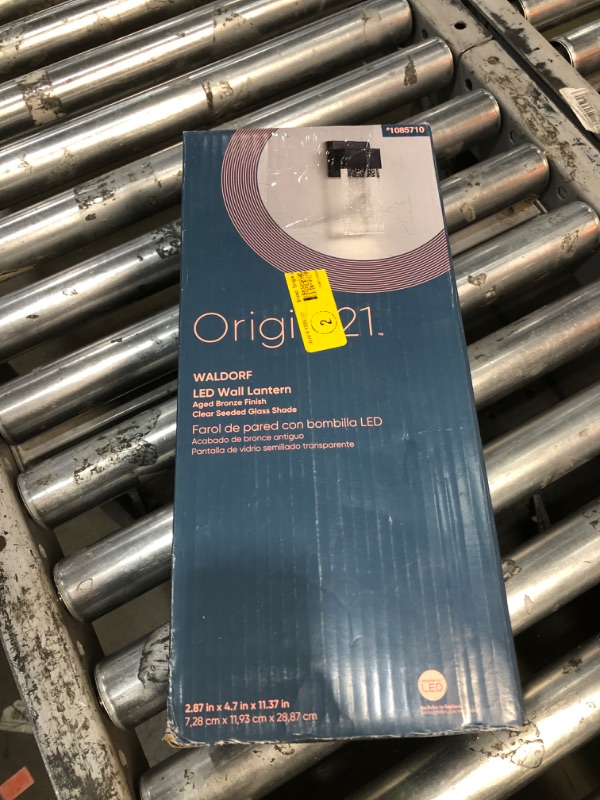 #1085710
2
WALDORF
LED Wall Lantern
Aged Bronze Finish
Clear Seeded Glass Shade
Farol de pared con bombilla LED
Acabado de bronce antiguo
Pantalla de vidrio semillado transparente
LED
2.87 in x 4.7 in x 11.37 in
7,28 cm x 11,93 cm x 28,87 cm